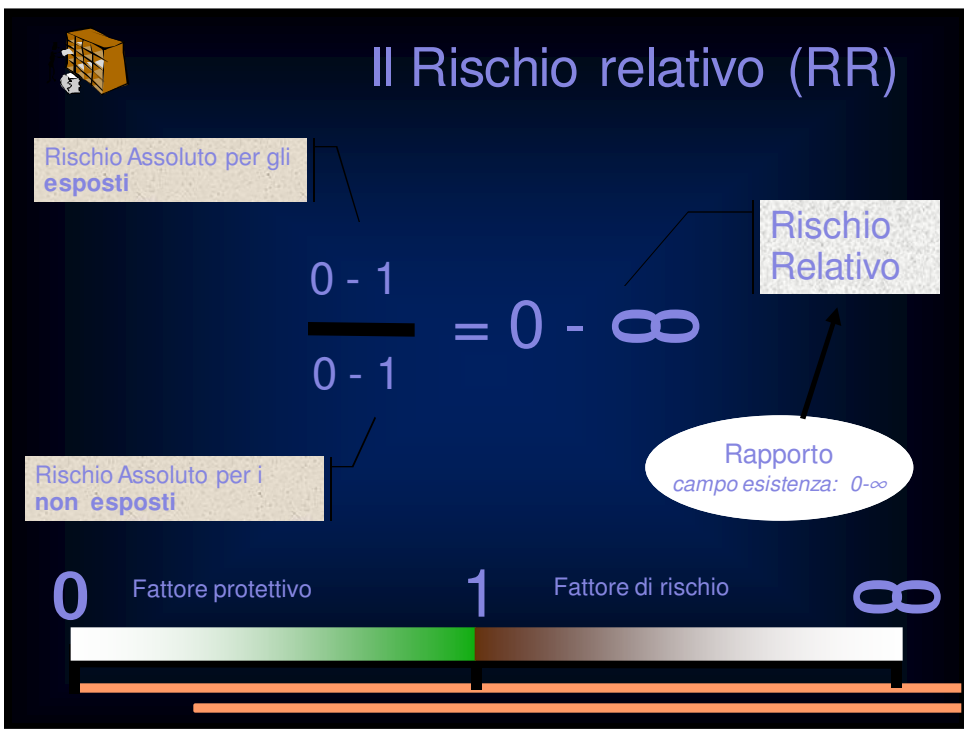 Il Rischio relativo (RR)
Rischio Assoluto per gli
esposti
Rischio
Relativo
0 - 1
= 0 - ∞
0 - 1
Rapporto
campo esistenza: 0-∞
Rischio Assoluto per i
non esposti
0 Fattore protettivo 1 Fattore di rischio ∞